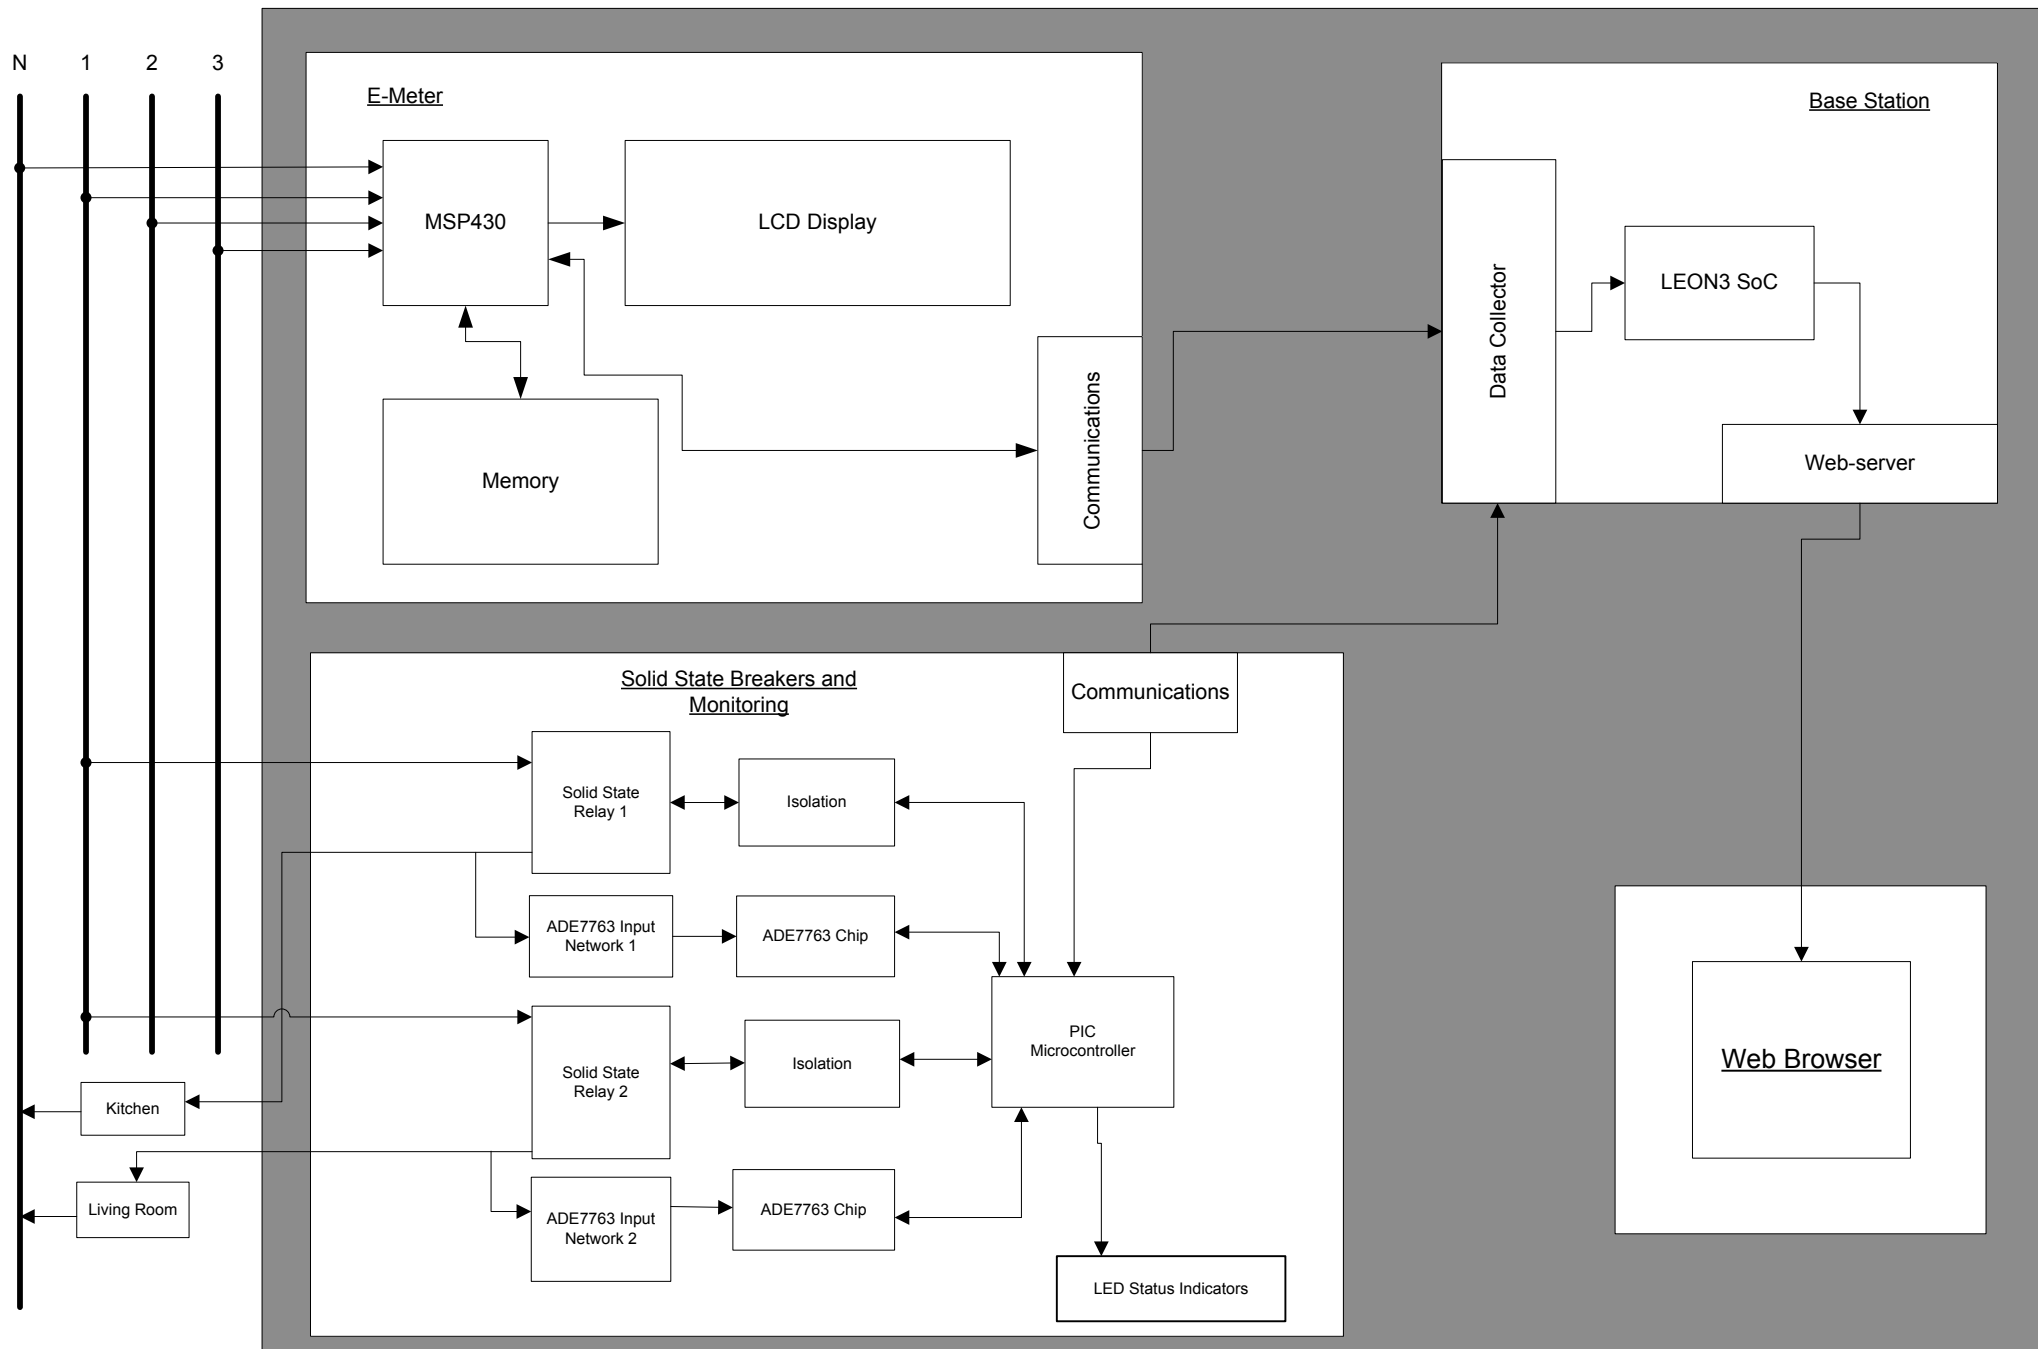 N 1 2 3
E-Meter
MSP430
LCD Display
Memory
Communications
Base Station
Data Collector
LEON3 SoC
Web-server
Solid State Breakers and
Monitoring
Communications
Solid State
Relay 1
Isolation
ADE7763 Input
Network 1
ADE7763 Chip
Solid State
Relay 2
Isolation
PIC
Microcontroller
ADE7763 Input
Network 2
ADE7763 Chip
LED Status Indicators
Kitchen
Living Room
Web Browser